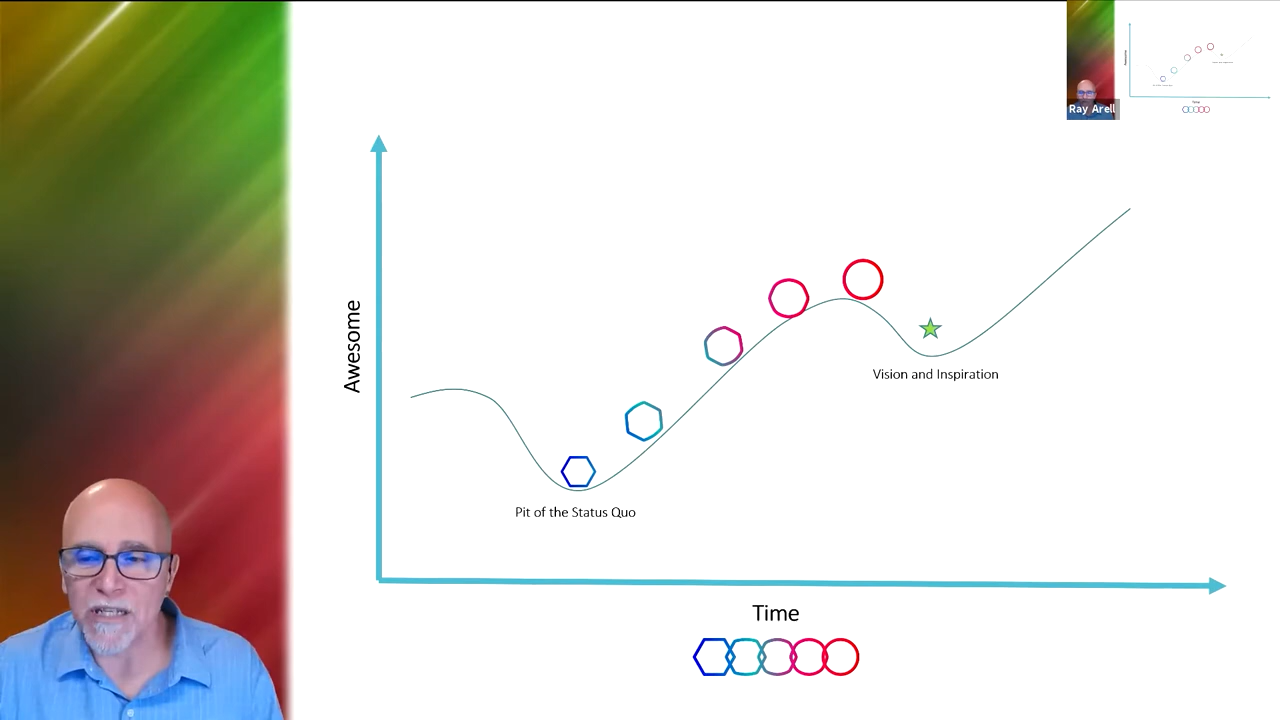 Ray Arell
Awesome
Vision and Inspiration
Pit of the Status Quo
Time